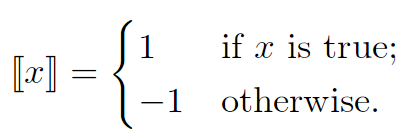 1 if x is true;
⟦x⟧ =
−1 otherwise.